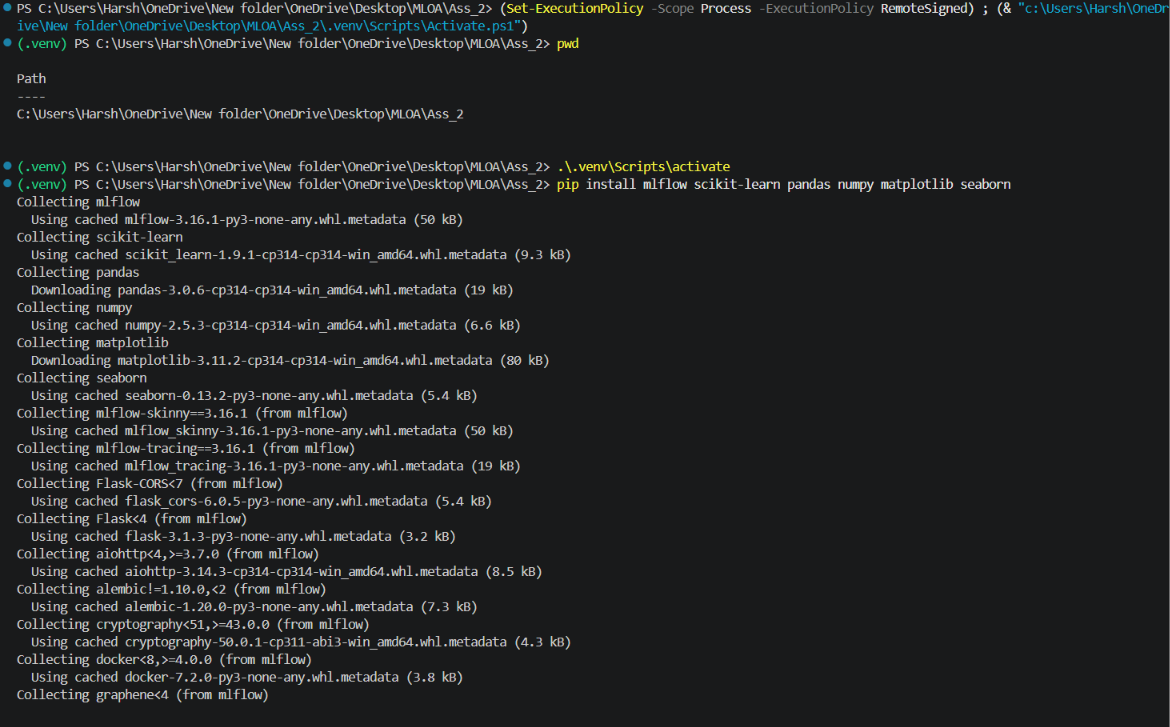 PS C:\Users\Harsh\OneDrive\New folder\OneDrive\Desktop\MLOA\Ass_2> (Set-ExecutionPolicy -Scope Process -ExecutionPolicy RemoteSigned) ; (& "c:\Users\Harsh\OneDr
ive\New folder\OneDrive\Desktop\MLOA\Ass_2\.venv\Scripts\Activate.ps1")
(.venv) PS C:\Users\Harsh\OneDrive\New folder\OneDrive\Desktop\MLOA\Ass_2> pwd
Path
----
C:\Users\Harsh\OneDrive\New folder\OneDrive\Desktop\MLOA\Ass_2
(.venv) PS C:\Users\Harsh\OneDrive\New folder\OneDrive\Desktop\MLOA\Ass_2> .\.venv\Scripts\activate
(.venv) PS C:\Users\Harsh\OneDrive\New folder\OneDrive\Desktop\MLOA\Ass_2> pip install mlflow scikit-learn pandas numpy matplotlib seaborn
Collecting mlflow
  Using cached mlflow-3.16.1-py3-none-any.whl.metadata (50 kB)
Collecting scikit-learn
  Using cached scikit_learn-1.9.1-cp314-cp314-win_amd64.whl.metadata (9.3 kB)
Collecting pandas
  Downloading pandas-3.0.6-cp314-cp314-win_amd64.whl.metadata (19 kB)
Collecting numpy
  Using cached numpy-2.5.3-cp314-cp314-win_amd64.whl.metadata (6.6 kB)
Collecting matplotlib
  Downloading matplotlib-3.11.2-cp314-cp314-win_amd64.whl.metadata (80 kB)
Collecting seaborn
  Using cached seaborn-0.13.2-py3-none-any.whl.metadata (5.4 kB)
Collecting mlflow-skinny==3.16.1 (from mlflow)
  Using cached mlflow_skinny-3.16.1-py3-none-any.whl.metadata (50 kB)
Collecting mlflow-tracing==3.16.1 (from mlflow)
  Using cached mlflow_tracing-3.16.1-py3-none-any.whl.metadata (19 kB)
Collecting Flask-CORS<7 (from mlflow)
  Using cached flask_cors-6.0.5-py3-none-any.whl.metadata (5.4 kB)
Collecting Flask<4 (from mlflow)
  Using cached flask-3.1.3-py3-none-any.whl.metadata (3.2 kB)
Collecting aiohttp<4,>=3.7.0 (from mlflow)
  Using cached aiohttp-3.14.3-cp314-cp314-win_amd64.whl.metadata (8.5 kB)
Collecting alembic!=1.10.0,<2 (from mlflow)
  Using cached alembic-1.20.0-py3-none-any.whl.metadata (7.3 kB)
Collecting cryptography<51,>=43.0.0 (from mlflow)
  Using cached cryptography-50.0.1-cp311-abi3-win_amd64.whl.metadata (4.3 kB)
Collecting docker<8,>=4.0.0 (from mlflow)
  Using cached docker-7.2.0-py3-none-any.whl.metadata (3.8 kB)
Collecting graphene<4 (from mlflow)